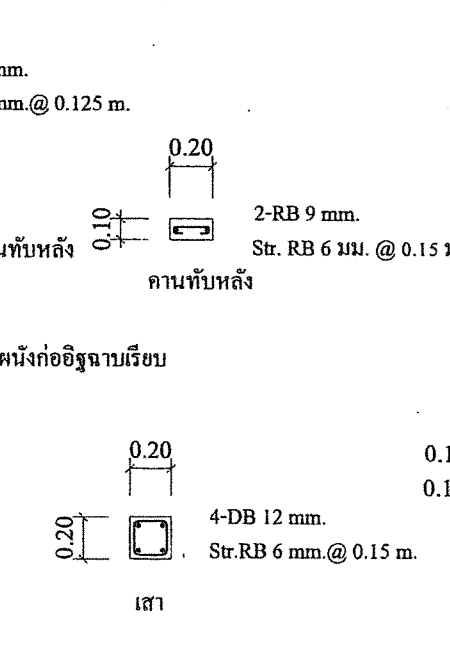 mm.
mm.@ 0.125 m.
0.20
0.10
2-RB 9 mm.
Str. RB 6 มม. @ 0.15
านทับหลัง
คานทับหลัง
ผนังก่ออิฐฉาบเรียบ
0.20
0.20
0.1
0.1
4-DB 12 mm.
Str.RB 6 mm.@ 0.15 m.
เสา